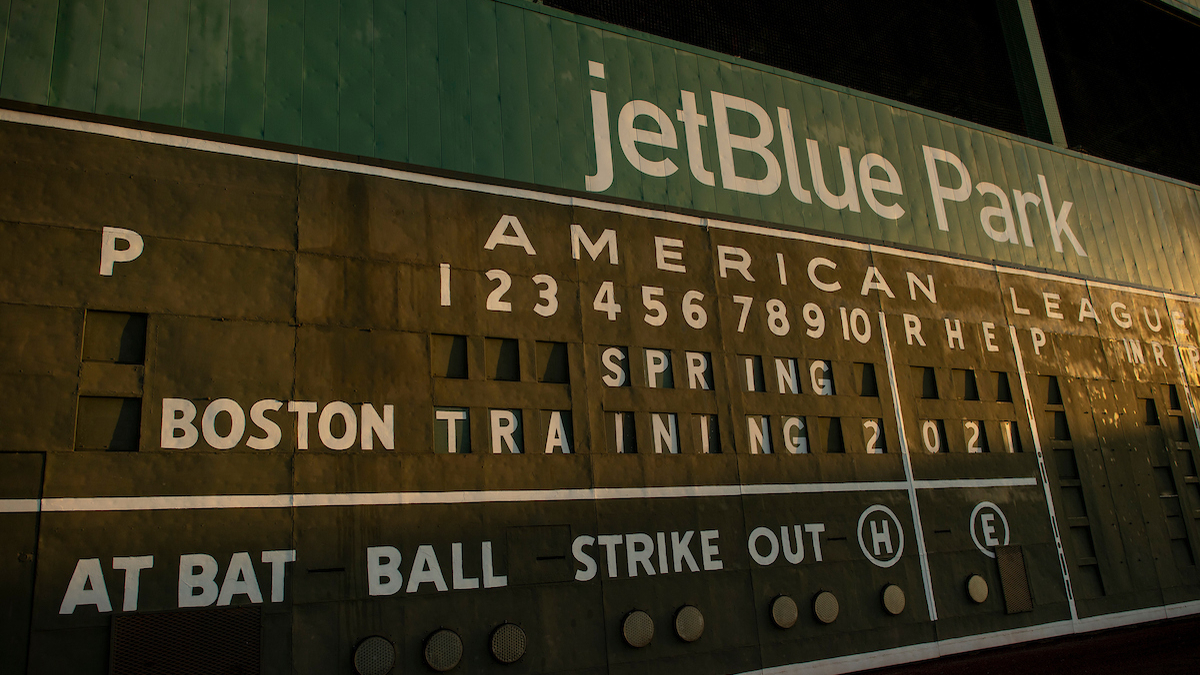 jetBlue Park
AMERICAN LEAGUE
P 1 2 3 4 5 6 7 8 9 10 R H E P INN R
SPRING
BOSTON TRAINING 2021
AT BAT BALL STRIKE OUT H E